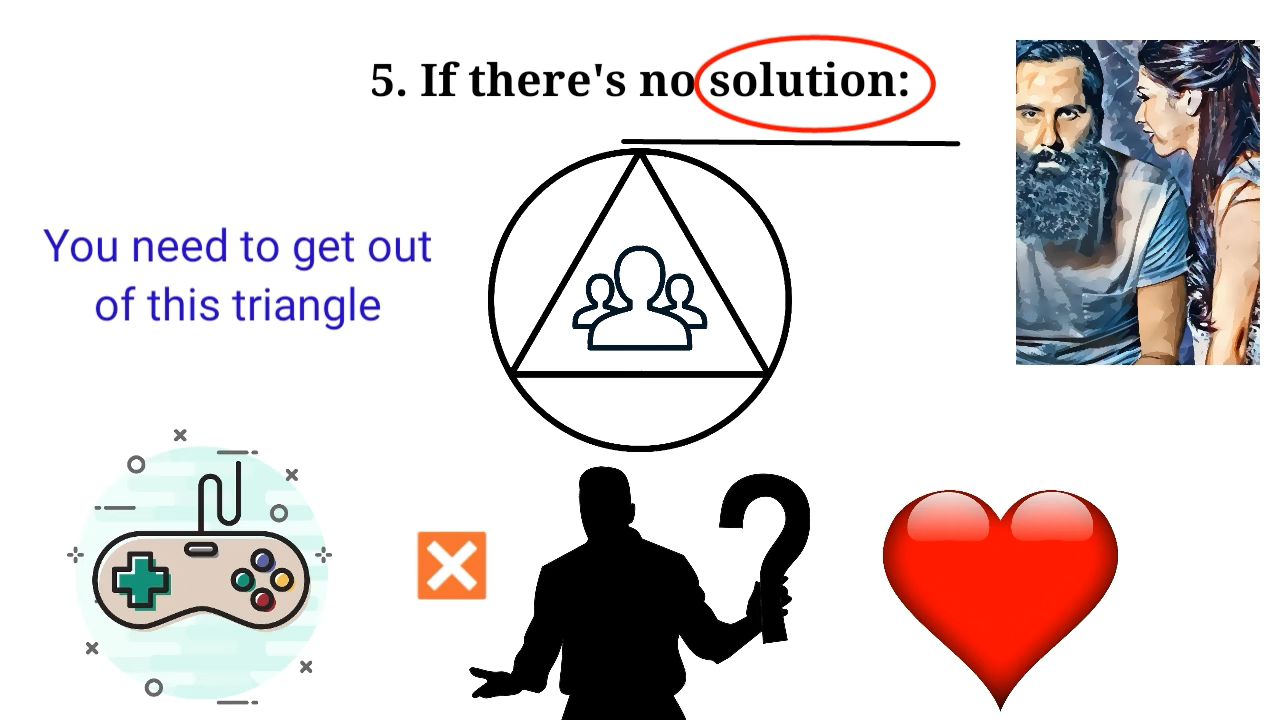 5. If there's no solution:
You need to get out
of this triangle